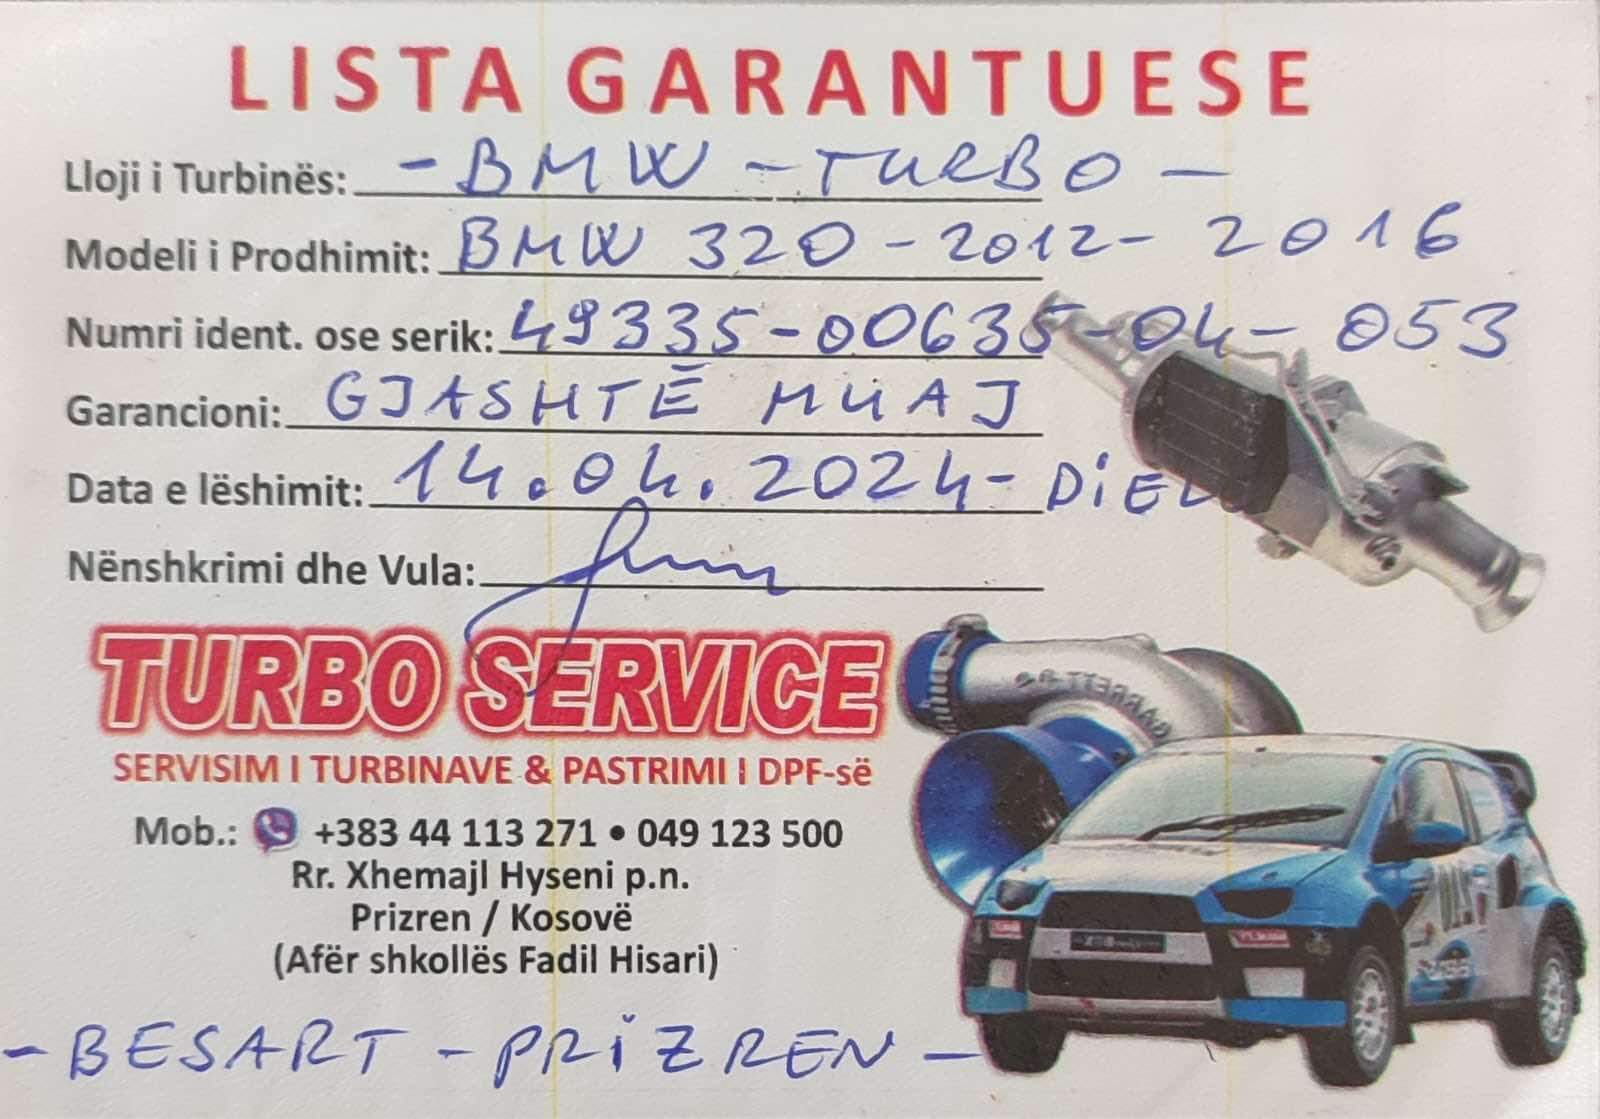 LISTA GARANTUESE
Lloji i Turbinës: - BMW - TURBO -
Modeli i Prodhimit: BMW 320 - 2012 - 2016
Numri ident. ose serik: 49335-00635-04- 053
Garancioni: GJASHTË MUAJ
Data e lëshimit: 14.04.2024- DiEL
Nënshkrimi dhe Vula:
TURBO SERVICE
SERVISIM I TURBINAVE & PASTRIMI I DPF-së
Mob.: +383 44 113 271 • 049 123 500
Rr. Xhemajl Hyseni p.n.
Prizren / Kosovë
(Afër shkollës Fadil Hisari)
- BESART - PRiZREN -